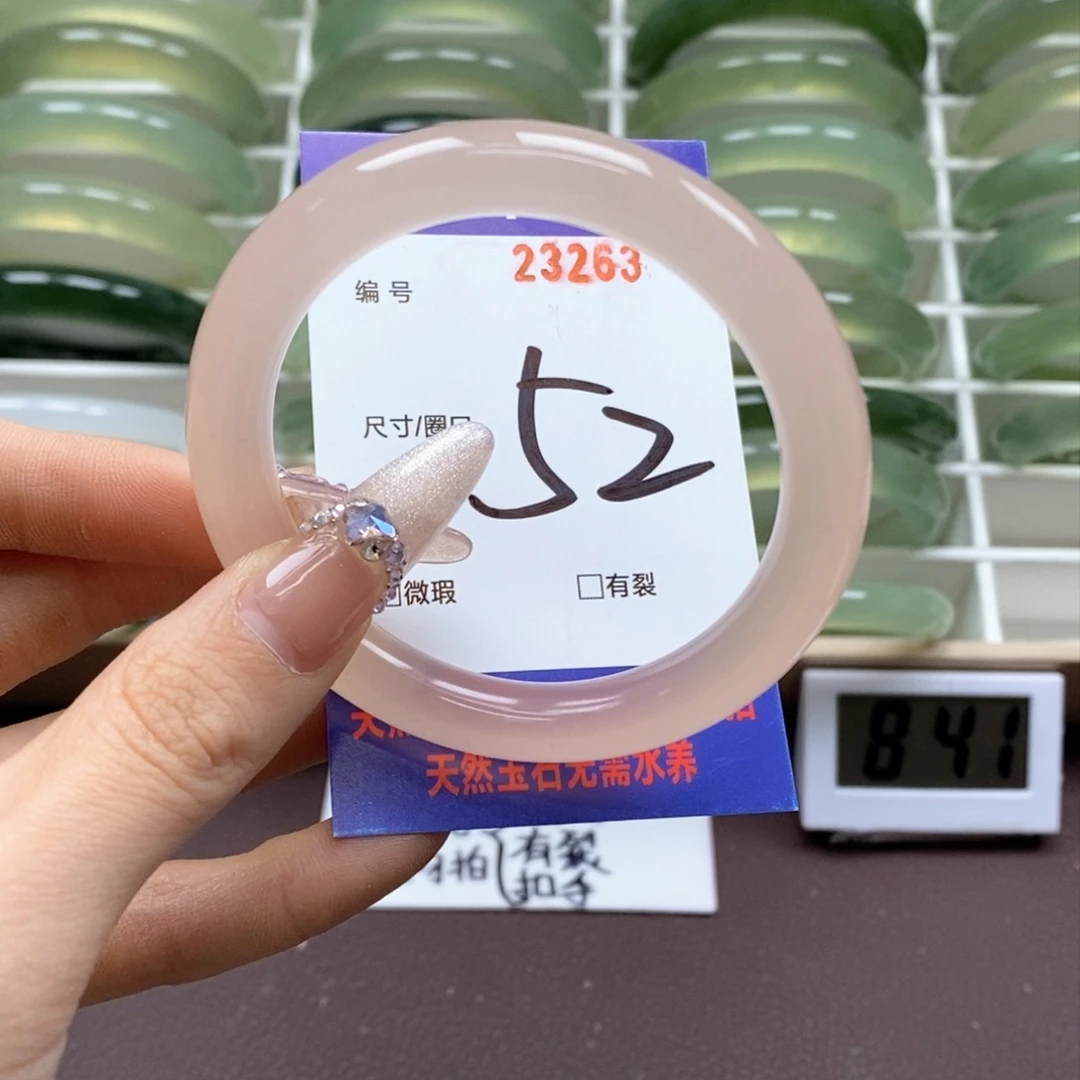 23263
编号
尺寸/圈
52
微瑕
□有裂
天然玉石无需水养
841
拍 有裂
扣手